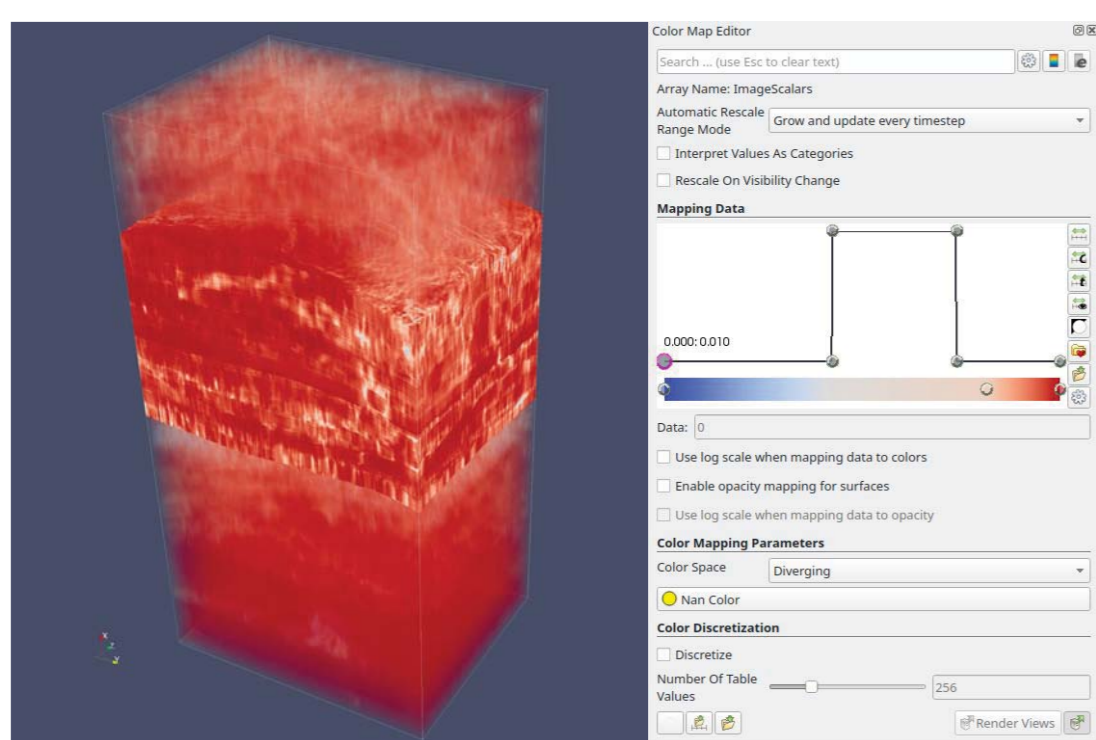 Color Map Editor
Search ... (use Esc to clear text)
Array Name: ImageScalars
Automatic Rescale
Range Mode
Grow and update every timestep
Interpret Values As Categories
Rescale On Visibility Change
Mapping Data
0.000: 0.010
Data: 0
Use log scale when mapping data to colors
Enable opacity mapping for surfaces
Use log scale when mapping data to opacity
Color Mapping Parameters
Color Space Diverging
Nan Color
Color Discretization
Discretize
Number Of Table
Values
256
Render Views
X
Z
Y